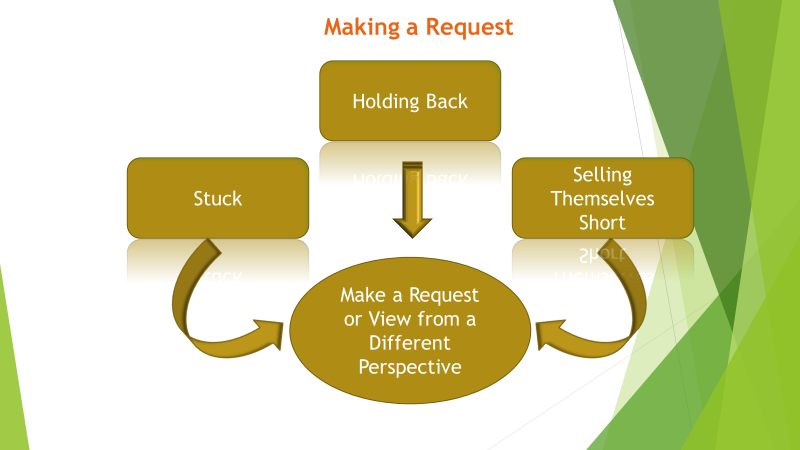 Making a Request
Holding Back
Stuck
Selling
Themselves
Short
Make a Request
or View from a
Different
Perspective